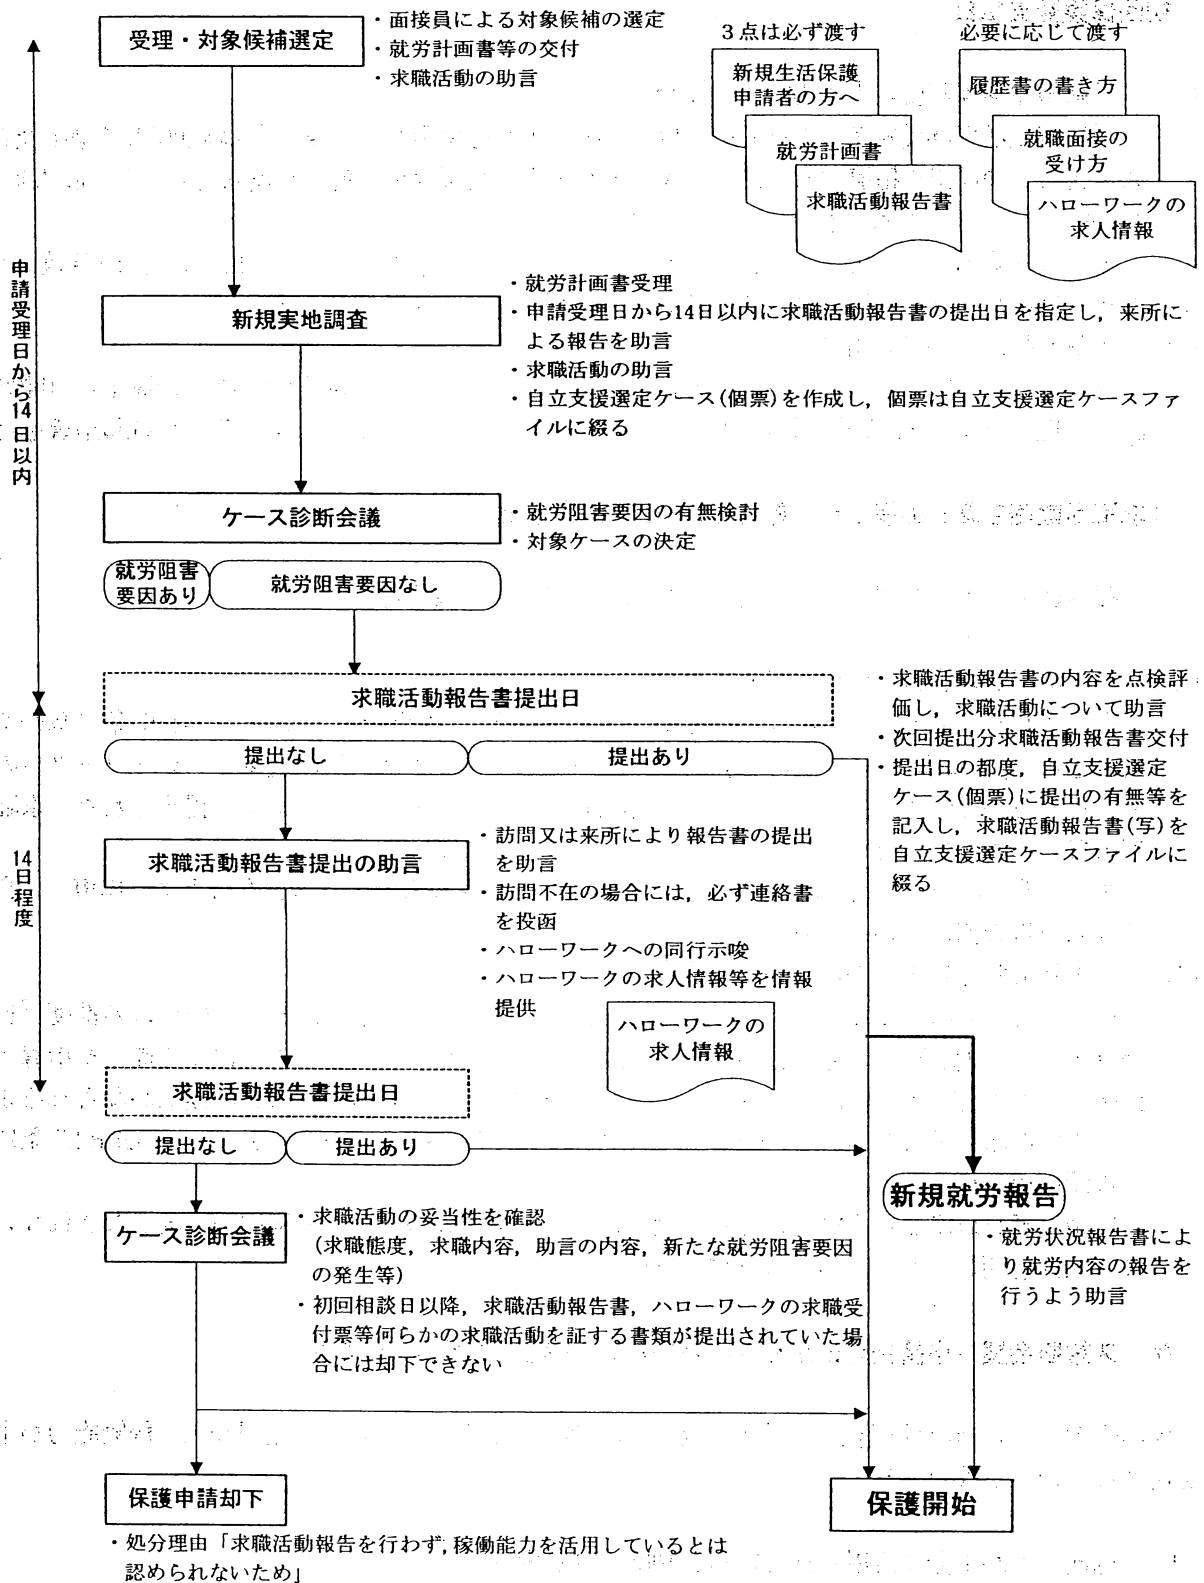 受理・対象候補選定
・面接員による対象候補の選定
・就労計画書等の交付
・求職活動の助言
3点は必ず渡す
新規生活保護
申請者の方へ
就労計画書
求職活動報告書
必要に応じて渡す
履歴書の書き方
就職面接の
受け方
ハローワークの
求人情報
申請受理日から14日以内
新規実地調査
・就労計画書受理
・申請受理日から14日以内に求職活動報告書の提出日を指定し，来所に
よる報告を助言
・求職活動の助言
・自立支援選定ケース(個票)を作成し，個票は自立支援選定ケースファ
イルに綴る
ケース診断会議
・就労阻害要因の有無検討
・対象ケースの決定
就労阻害
要因あり
就労阻害要因なし
求職活動報告書提出日
・求職活動報告書の内容を点検評
価し，求職活動について助言
・次回提出分求職活動報告書交付
・提出日の都度，自立支援選定
ケース(個票)に提出の有無等を
記入し，求職活動報告書(写)を
自立支援選定ケースファイルに
綴る
提出なし
提出あり
14日程度
求職活動報告書提出の助言
・訪問又は来所により報告書の提出
を助言
・訪問不在の場合には，必ず連絡書
を投函
・ハローワークへの同行示唆
・ハローワークの求人情報等を情報
提供
ハローワークの
求人情報
求職活動報告書提出日
提出なし
提出あり
新規就労報告
・就労状況報告書によ
り就労内容の報告を
行うよう助言
ケース診断会議
・求職活動の妥当性を確認
(求職態度，求職内容，助言の内容，新たな就労阻害要因
の発生等)
・初回相談日以降，求職活動報告書，ハローワークの求職受
付票等何らかの求職活動を証する書類が提出されていた場
合には却下できない
保護申請却下
・処分理由「求職活動報告を行わず，稼働能力を活用しているとは
認められないため」
保護開始